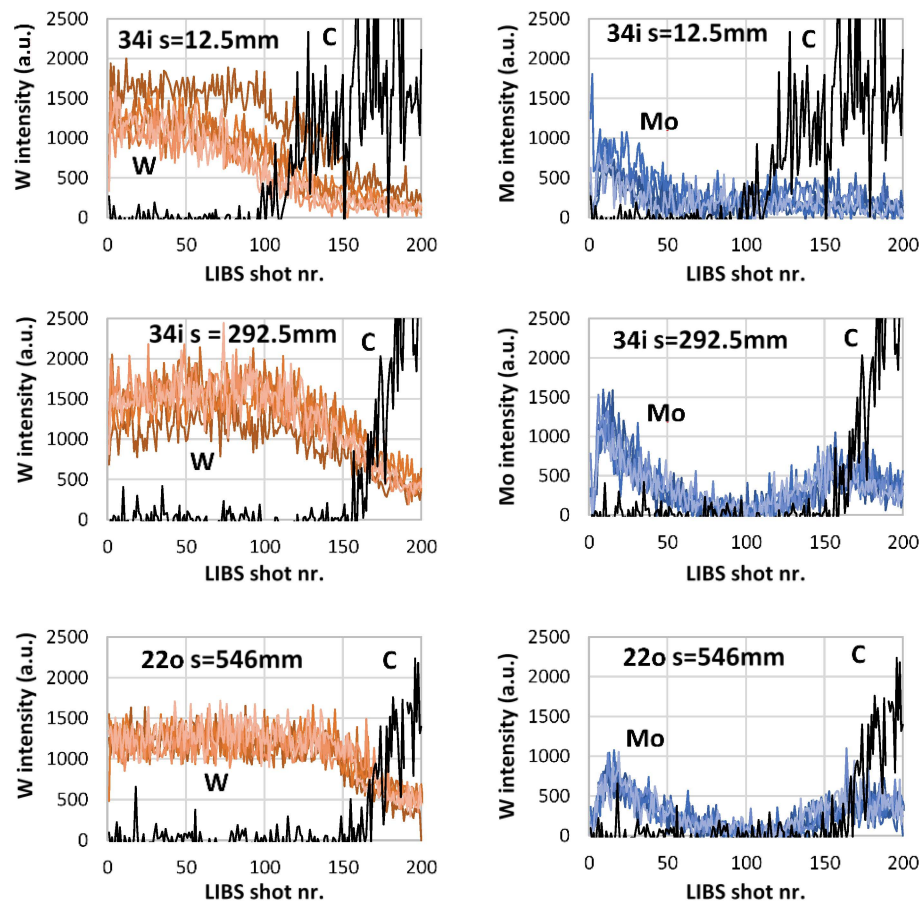 2500
2000
1500
1000
500
0
W intensity (a.u.)
34i s=12.5mm
C
W
0 50 100 150 200
LIBS shot nr.
2500
2000
1500
1000
500
0
Mo intensity (a.u.)
34i s=12.5mm
C
Mo
0 50 100 150 200
LIBS shot nr.
2500
2000
1500
1000
500
0
W intensity (a.u.)
34i s = 292.5mm
C
W
0 50 100 150 200
LIBS shot nr.
2500
2000
1500
1000
500
0
Mo intensity (a.u.)
34i s=292.5mm
C
Mo
0 50 100 150 200
LIBS shot nr.
2500
2000
1500
1000
500
0
W intensity (a.u.)
22o s=546mm
C
W
0 50 100 150 200
LIBS shot nr.
2500
2000
1500
1000
500
0
W intensity (a.u.)
22o s=546mm
C
Mo
0 50 100 150 200
LIBS shot nr.